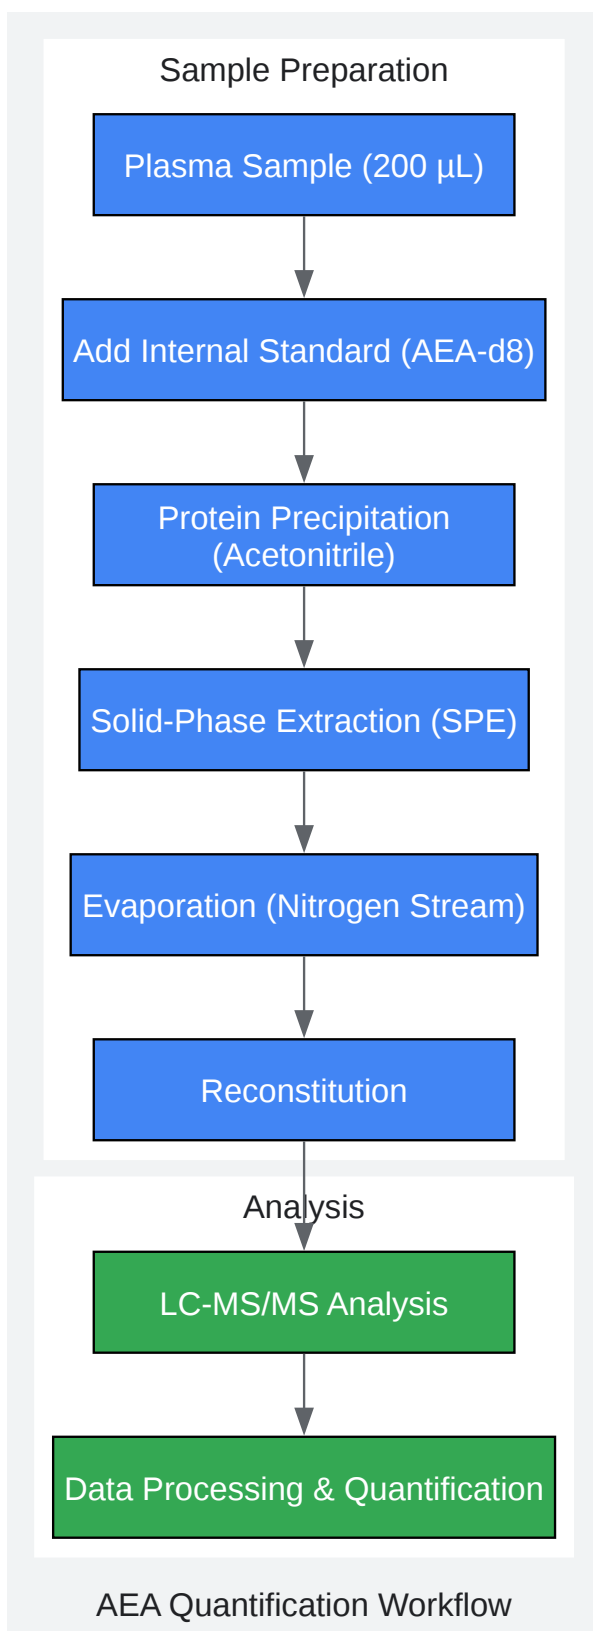 Sample Preparation
Plasma Sample (200 µL)
Add Internal Standard (AEA-d8)
Protein Precipitation
(Acetonitrile)
Solid-Phase Extraction (SPE)
Evaporation (Nitrogen Stream)
Reconstitution
Analysis
LC-MS/MS Analysis
Data Processing & Quantification
AEA Quantification Workflow